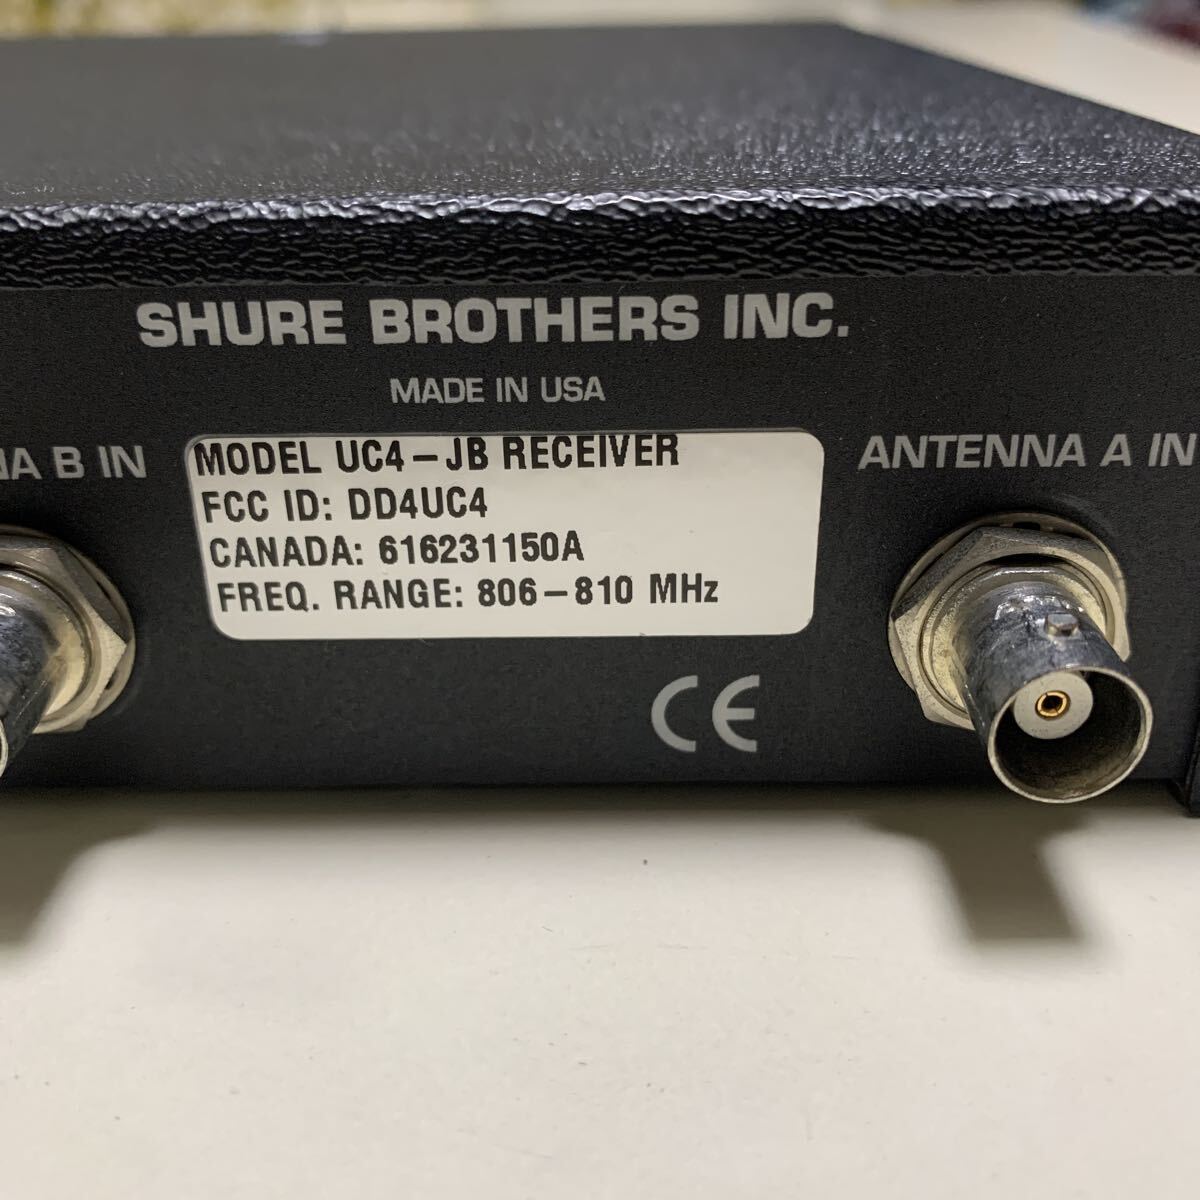 SHURE BROTHERS INC.
MADE IN USA
B IN
MODEL UC4-JB RECEIVER
FCC ID: DD4UC4
CANADA: 616231150A
FREQ. RANGE: 806-810 MHz
ANTENNA A IN
CE